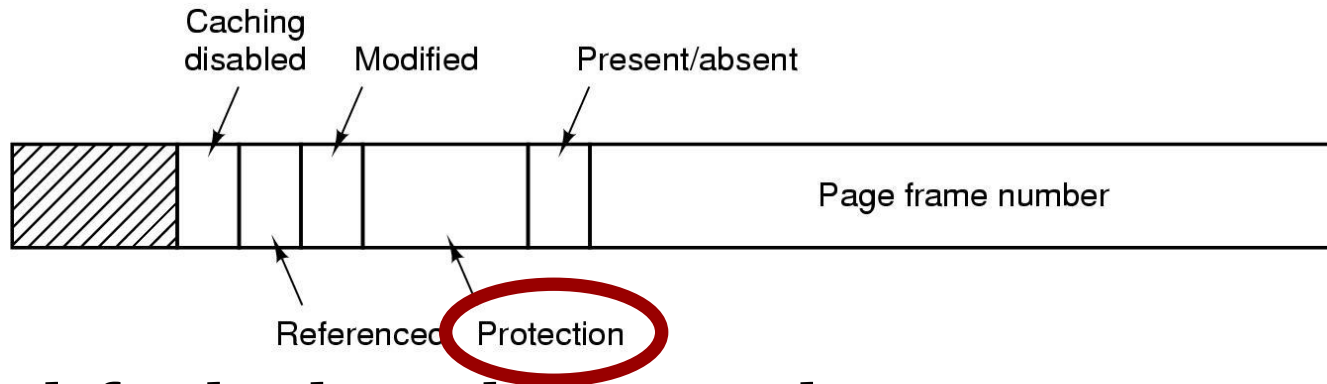 Caching
disabled
Modified
Present/absent
Page frame number
Referenced
Protection